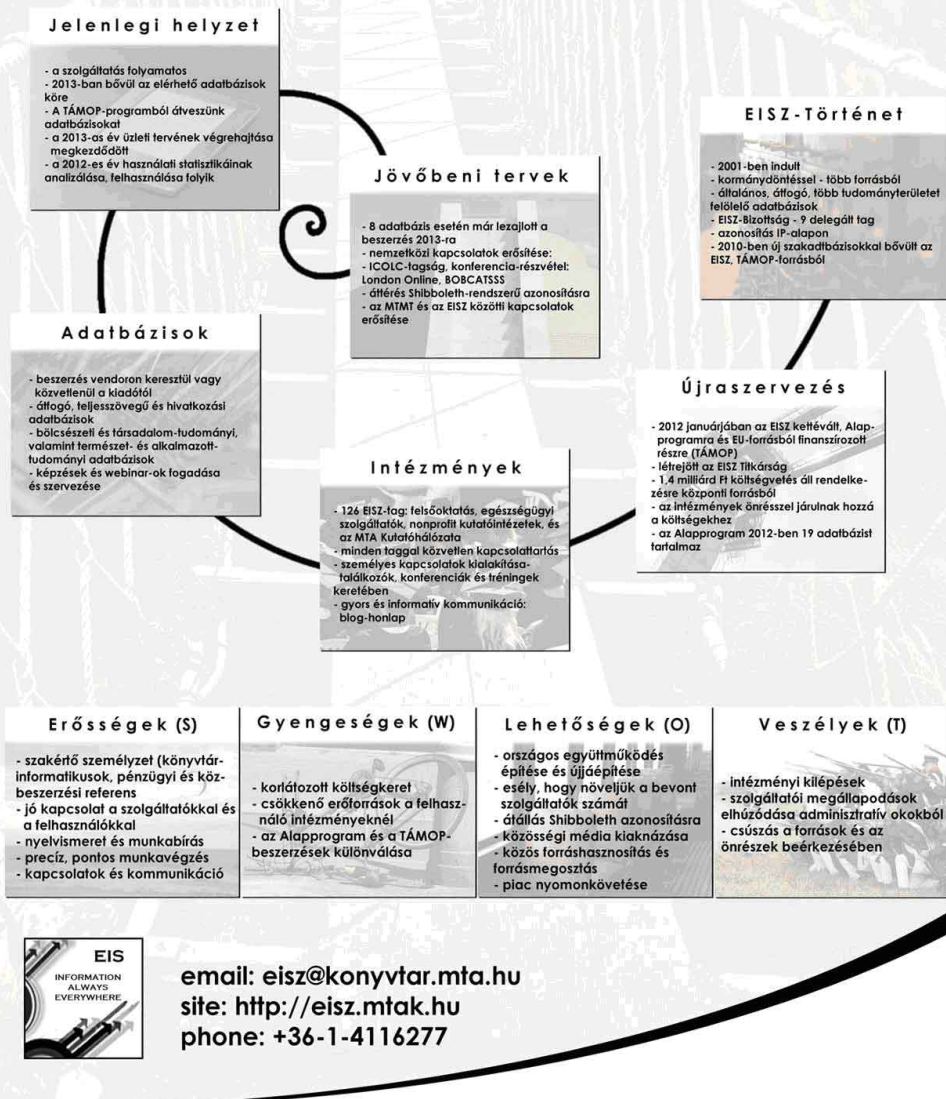 Jelenlegi helyzet
- a szolgáltatás folyamatos
- 2013-ban bővül az elérhető adatbázisok
köre
- A TÁMOP-programból átveszünk
adatbázisokat
- a 2013-as év üzleti tervének végrehajtása
megkezdődött
- a 2012-es év használati statisztikáinak
analizálása, felhasználása folyik
EISZ-Történet
- 2001-ben indult
- kormánydöntéssel - több forrásból
- általános, átfogó, több tudományterületet
felölelő adatbázisok
- EISZ-Bizottság - 9 delegált tag
- azonosítás IP-alapon
- 2010-ben új szakadtbázisokkal bővült az
EISZ, TÁMOP-forrásból
Jövőbeni tervek
- 8 adatbázis esetén már lezajlott a
beszerzés 2013-ra
- nemzetközi kapcsolatok erősítése:
- ICOLC-tagság, konferencia-részvétel:
London Online, BOBCATSSS
- áttérés Shibboleth-rendszerű azonosításra
- az MTMT és az EISZ közötti kapcsolatok
erősítése
Adatbázisok
- beszerzés vendoron keresztül vagy
közvetlenül a kiadótól
- átfogó, teljesszövegű és hivatkozási
adatbázisok
- bölcsészeti és társadalom-tudományi,
valamint természet- és alkalmazott-
tudományi adatbázisok
- képzések és webinar-ok fogadása
és szervezése
Újraszervezés
- 2012 januárjában az EISZ kettévált, Alap-
programra és EU-forrásból finanszírozott
részre (TÁMOP)
- létrejött az EISZ Titkárság
- 1,4 milliárd Ft költségvetés áll rendelke-
zésre központi forrásból
- az intézmények önrésszel járulnak hozzá
a költségekhez
- az Alapprogram 2012-ben 19 adatbázist
tartalmaz
Intézmények
- 126 EISZ-tag: felsőoktatás, egészségügyi
szolgáltatók, nonprofit kutatóintézetek, és
az MTA Kutatóhálózata
- minden taggal közvetlen kapcsolattartás
- személyes kapcsolatok kialakítása-
találkozók, konferenciák és tréningek
keretében
- gyors és informatív kommunikáció:
blog-honlap
Erősségek (S)
- szakértő személyzet (könyvtár-
informatikusok, pénzügyi és köz-
beszerzési referens
- jó kapcsolat a szolgáltatókkal és
a felhasználókkal
- nyelvismeret és munkabírás
- precíz, pontos munkavégzés
- kapcsolatok és kommunikáció
Gyengeségek (W)
- korlátozott költségkeret
- csökkenő erőforrások a felhasz-
náló intézményeknél
- az Alapprogram és a TÁMOP-
beszerzések különválása
Lehetőségek (O)
- országos együttműködés
építése és újjáépítése
- esély, hogy növeljük a bevont
szolgáltatók számát
- átállás Shibboleth azonosításra
- közösségi média kiaknázása
- közös forráshasznosítás és
forrásmegosztás
- piac nyomonkövetése
Veszélyek (T)
- intézményi kilépések
- szolgáltatói megállapodások
elhúzódása adminisztratív okokból
- csúszás a források és az
önrészek beérkezésében
EIS
INFORMATION
ALWAYS
EVERYWHERE
email: eisz@konyvtar.mta.hu
site: http://eisz.mtak.hu
phone: +36-1-4116277